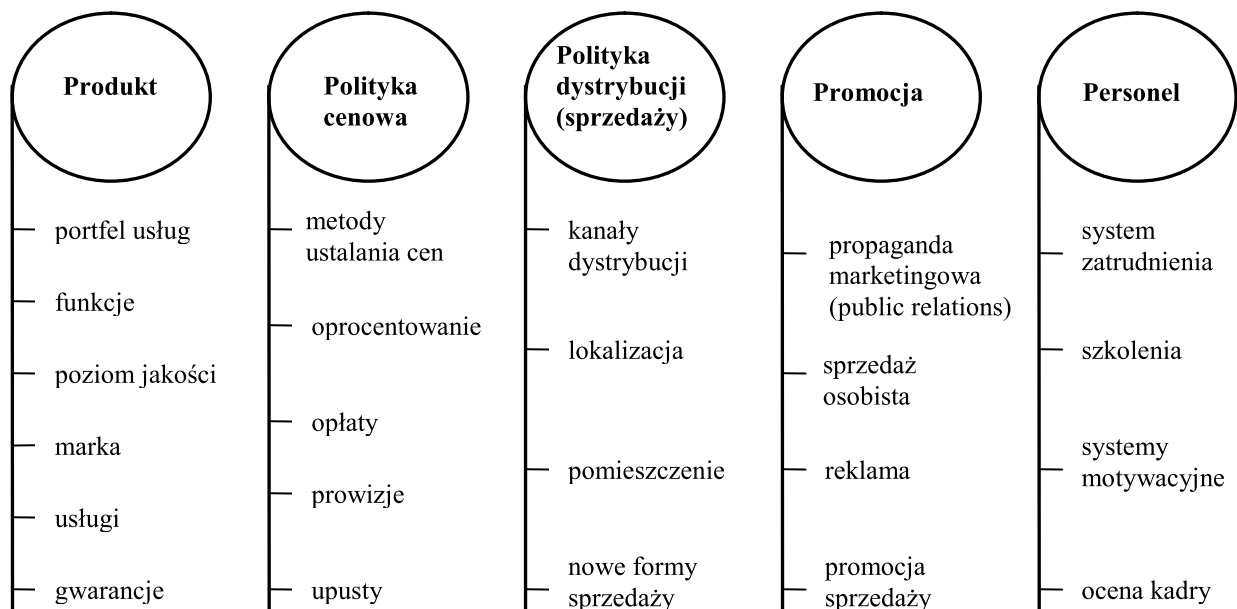 Produkt
portfel usług
funkcje
poziom jakości
marka
usługi
gwarancje
Polityka
cenowa
metody
ustalania cen
oprocentowanie
opłaty
prowizje
upusty
Polityka
dystrybucji
(sprzedaży)
kanały
dystrybucji
lokalizacja
pomieszczenie
nowe formy
sprzedaży
Promocja
propaganda
marketingowa
(public relations)
sprzedaż
osobista
reklama
promocja
sprzedaży
Personel
system
zatrudnienia
szkolenia
systemy
motywacyjne
ocena kadry